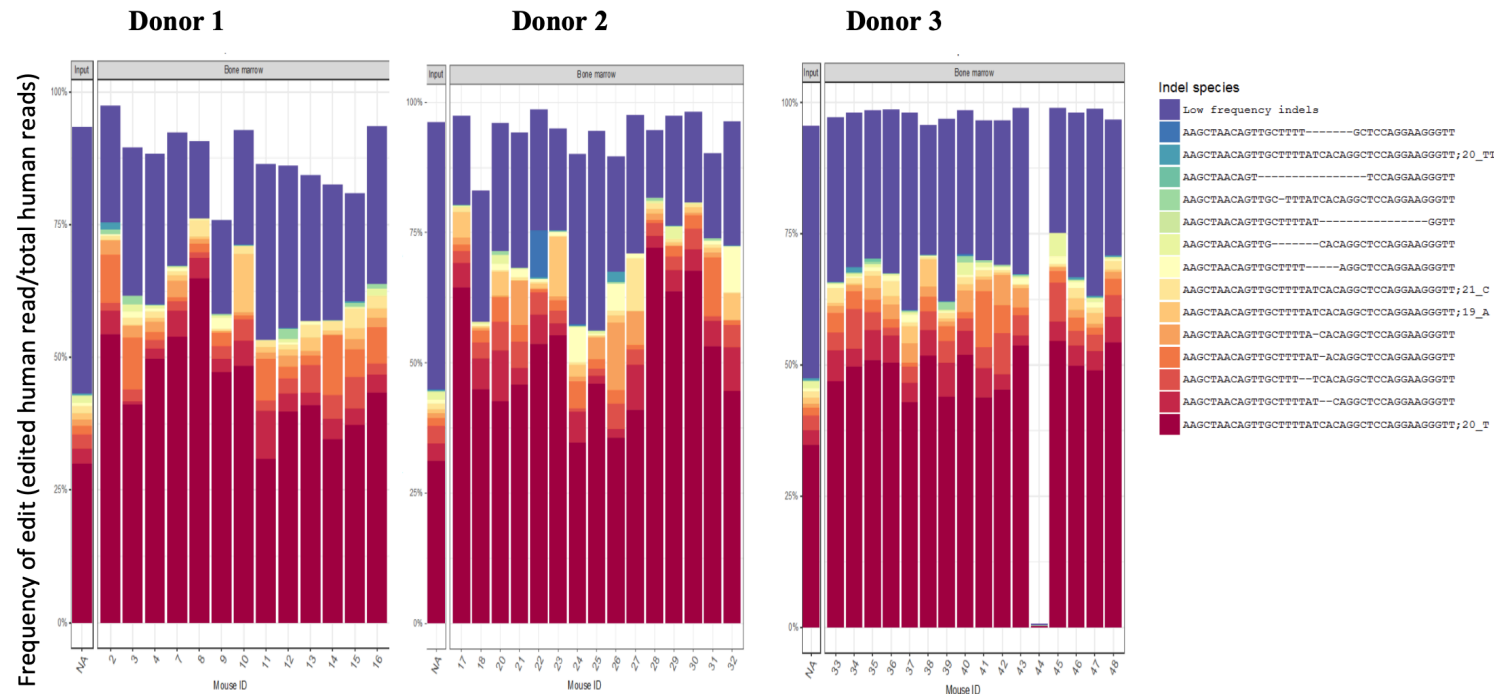 Donor 1
Donor 2
Donor 3
Frequency of edit (edited human read/total human reads)
Input
Bone marrow
100%
75%
50%
25%
0%
NA
2
3
4
7
8
9
10
11
12
13
14
15
16
Mouse ID
Input
Bone marrow
100%
75%
50%
25%
0%
NA
17
18
20
21
22
23
24
25
26
27
28
29
30
31
32
Mouse ID
Input
Bone marrow
100%
75%
50%
25%
0%
NA
33
34
35
36
37
38
39
40
41
42
43
44
45
46
47
48
Mouse ID
Indel species
Low frequency indels
AAGCTAACAGTTGCTTTT-------GCTCCAGGAAGGGTT
AAGCTAACAGTTGCTTTTATCACAGGCTCCAGGAAGGGTT;20_TT
AAGCTAACAGT----------------TCCAGGAAGGGTT
AAGCTAACAGTTGC-TTTATCACAGGCTCCAGGAAGGGTT
AAGCTAACAGTTGCTTTTAT----------------GGTT
AAGCTAACAGTTG-------CACAGGCTCCAGGAAGGGTT
AAGCTAACAGTTGCTTTT-----AGGCTCCAGGAAGGGTT
AAGCTAACAGTTGCTTTTATCACAGGCTCCAGGAAGGGTT;21_C
AAGCTAACAGTTGCTTTTATCACAGGCTCCAGGAAGGGTT;19_A
AAGCTAACAGTTGCTTTTA-CACAGGCTCCAGGAAGGGTT
AAGCTAACAGTTGCTTTTAT-ACAGGCTCCAGGAAGGGTT
AAGCTAACAGTTGCTTT--TCACAGGCTCCAGGAAGGGTT
AAGCTAACAGTTGCTTTTAT--CAGGCTCCAGGAAGGGTT
AAGCTAACAGTTGCTTTTATCACAGGCTCCAGGAAGGGTT;20_T